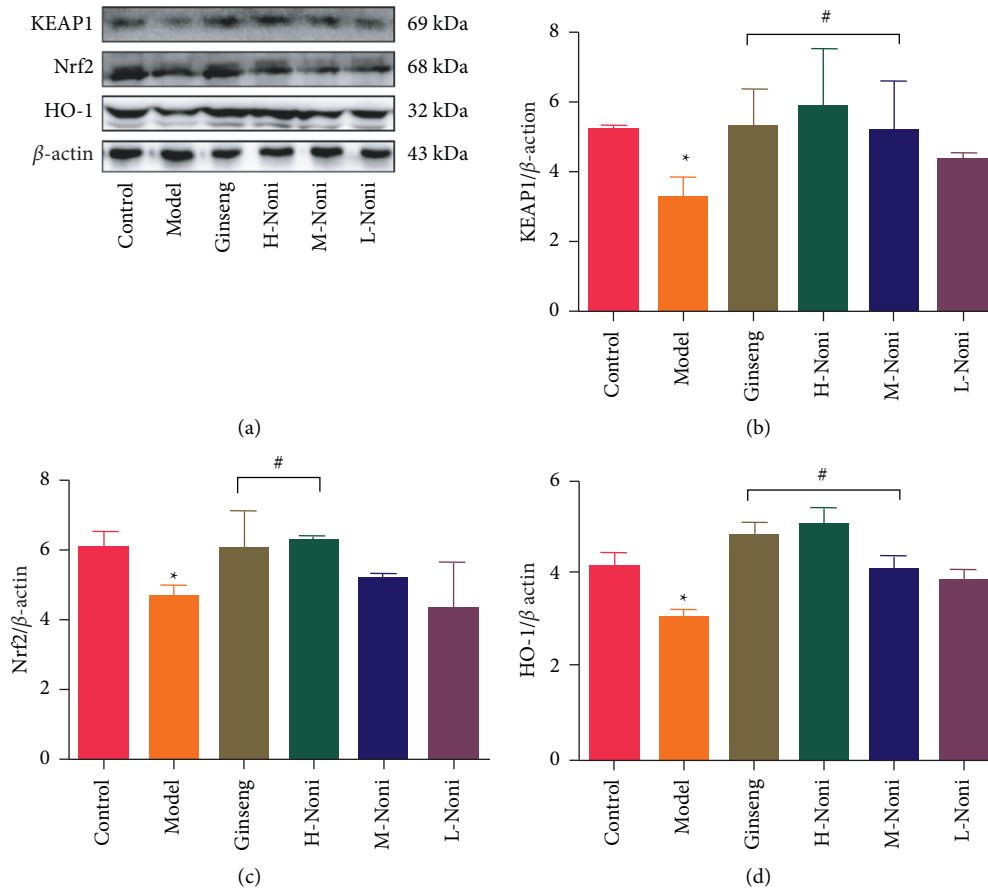 KEAP1 69 kDa
Nrf2 68 kDa
HO-1 32 kDa
β-actin 43 kDa
Control
Model
Ginseng
H-Noni
M-Noni
L-Noni
(a)
KEAP1/β-action
8
6
4
2
0
#
*
Control
Model
Ginseng
H-Noni
M-Noni
L-Noni
(b)
Nrf2/β-actin
8
6
4
2
0
#
*
Control
Model
Ginseng
H-Noni
M-Noni
L-Noni
(c)
HO-1/β actin
6
4
2
0
#
*
Control
Model
Ginseng
H-Noni
M-Noni
L-Noni
(d)